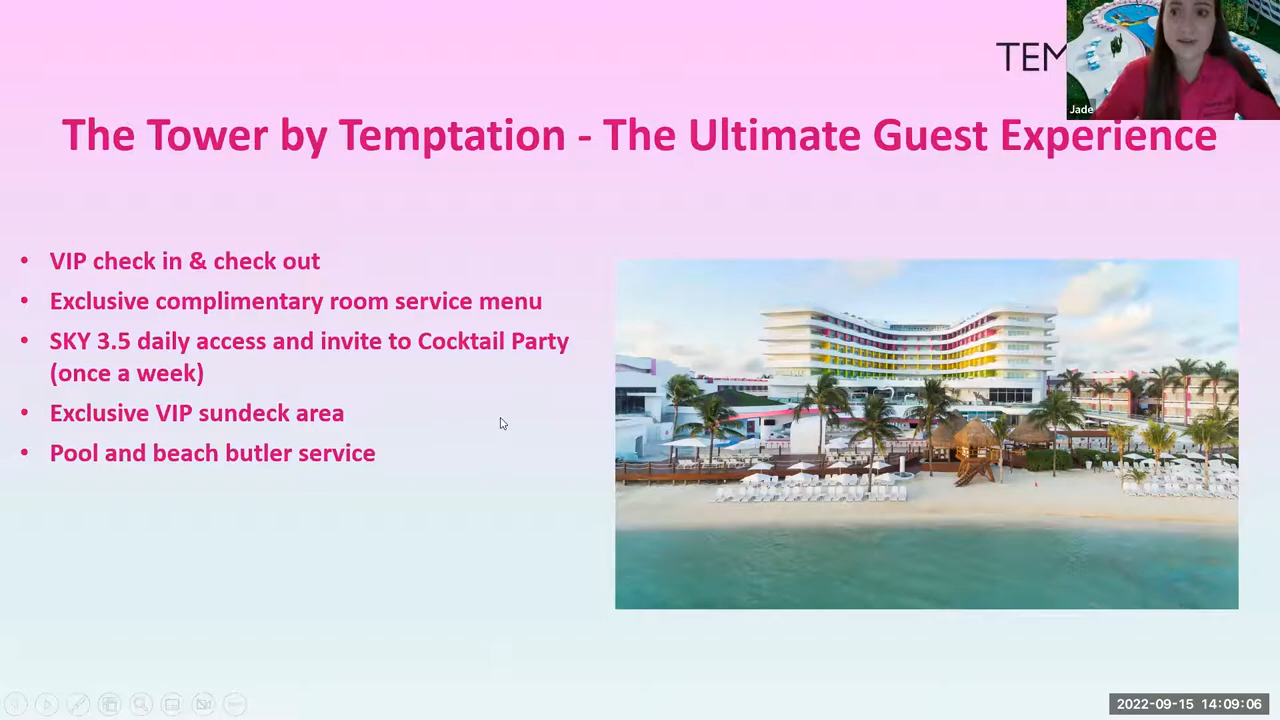 TEM
Jade
The Tower by Temptation - The Ultimate Guest Experience
• VIP check in & check out
• Exclusive complimentary room service menu
• SKY 3.5 daily access and invite to Cocktail Party
(once a week)
• Exclusive VIP sundeck area
• Pool and beach butler service
2022-09-15 14:09:06